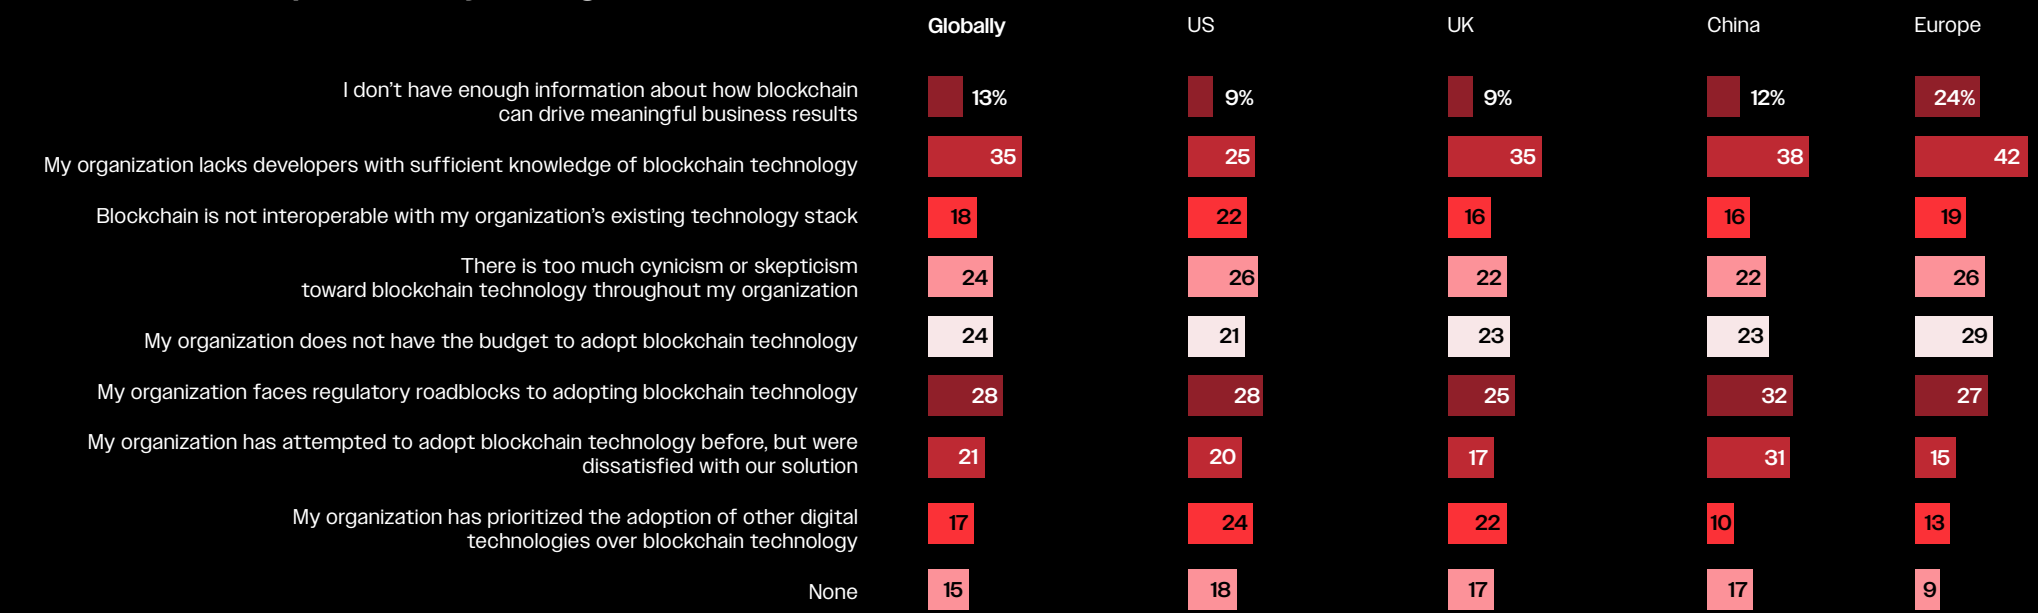 Globally US UK China Europe
I don't have enough information about how blockchain
can drive meaningful business results
13% 9% 9% 12% 24%
My organization lacks developers with sufficient knowledge of blockchain technology
35 25 35 38 42
Blockchain is not interoperable with my organization's existing technology stack
18 22 16 16 19
There is too much cynicism or skepticism
toward blockchain technology throughout my organization
24 26 22 22 26
My organization does not have the budget to adopt blockchain technology
24 21 23 23 29
My organization faces regulatory roadblocks to adopting blockchain technology
28 28 25 32 27
My organization has attempted to adopt blockchain technology before, but were
dissatisfied with our solution
21 20 17 31 15
My organization has prioritized the adoption of other digital
technologies over blockchain technology
17 24 22 10 13
None
15 18 17 17 9